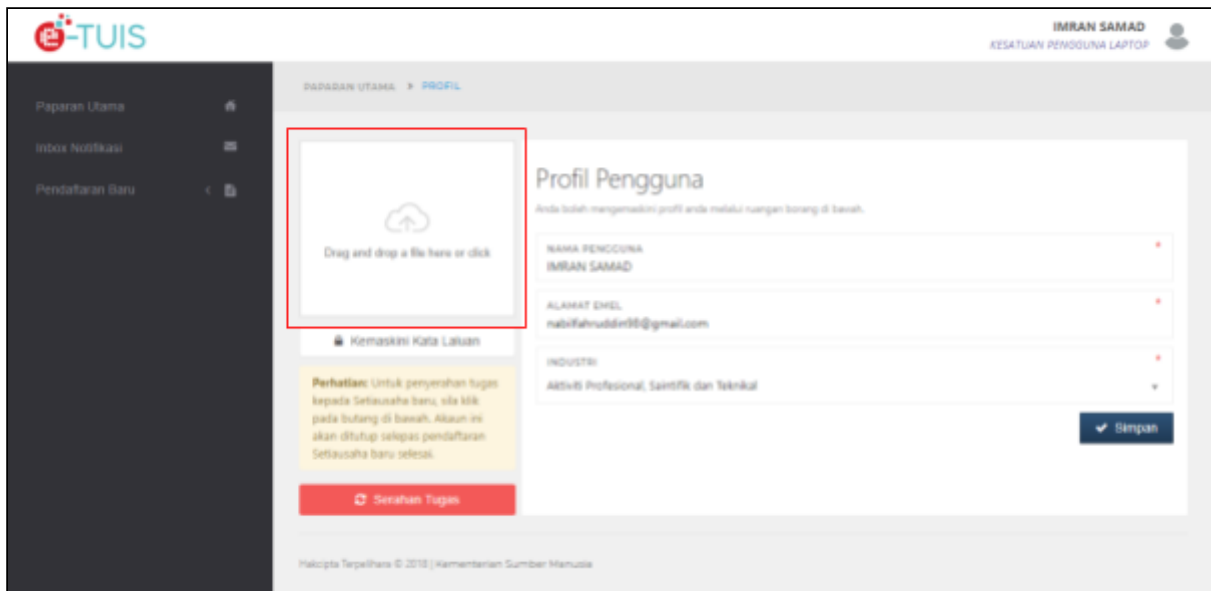 e-TUIS
IMRAN SAMAD
KESATUAN PENGGUNA LAPTOP
PAPARAN UTAMA > PROFIL
Paparan Utama
Inbox Notifikasi
Pendaftaran Baru <
Drag and drop a file here or click
Kemaskini Kata Laluan
Perhatian: Untuk penyerahan tugas
kepada Setiausaha baru, sila klik
pada butang di bawah. Akaun ini
akan ditutup selepas pendaftaran
Setiausaha baru selesai.
Serahan Tugas
Profil Pengguna
Anda boleh mengemaskini profil anda melalui ruangan borang di bawah.
NAMA PENGGUNA *
IMRAN SAMAD
ALAMAT EMEL *
nabilfahruddin98@gmail.com
INDUSTRI *
Aktiviti Profesional, Saintifik dan Teknikal
Simpan
Hakcipta Terpelihara © 2018 | Kementerian Sumber Manusia